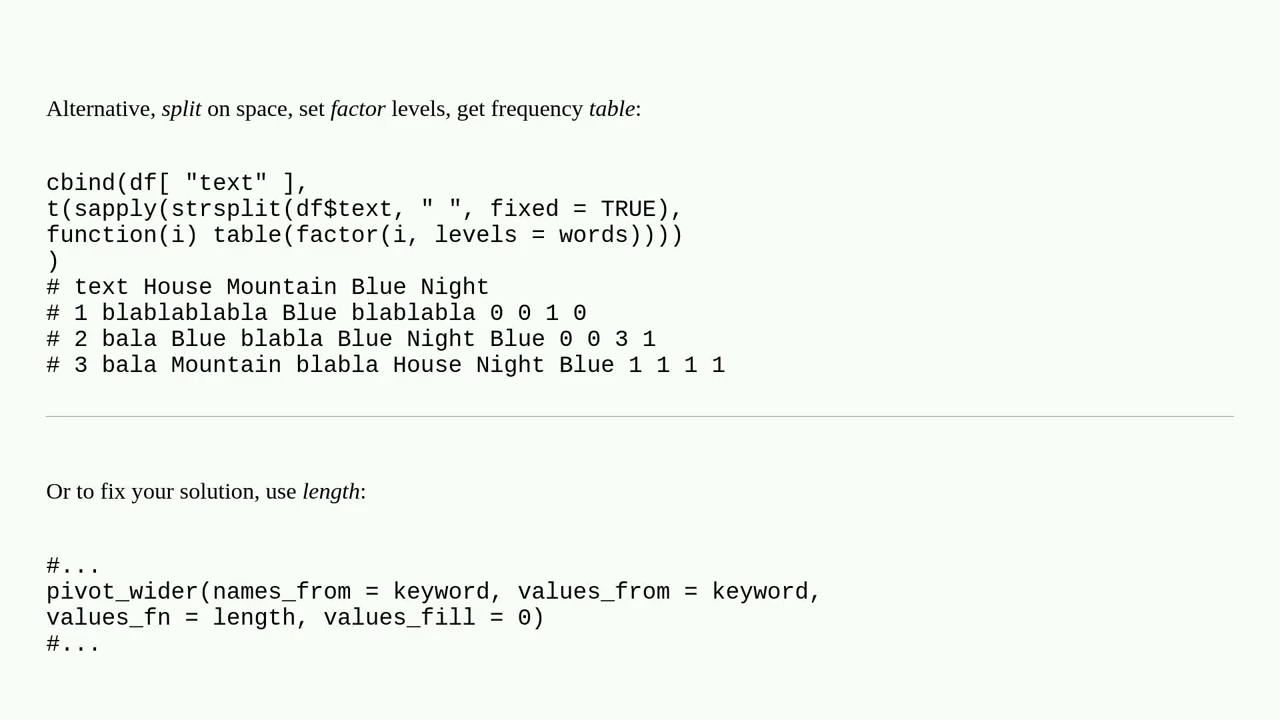 Alternative, split on space, set factor levels, get frequency table:
cbind(df[ "text" ],
t(sapply(strsplit(df$text, " ", fixed = TRUE),
function(i) table(factor(i, levels = words))))
)
# text House Mountain Blue Night
# 1 blablablabla Blue blablabla 0 0 1 0
# 2 bala Blue blabla Blue Night Blue 0 0 3 1
# 3 bala Mountain blabla House Night Blue 1 1 1 1
Or to fix your solution, use length:
#...
pivot_wider(names_from = keyword, values_from = keyword,
values_fn = length, values_fill = 0)
#...